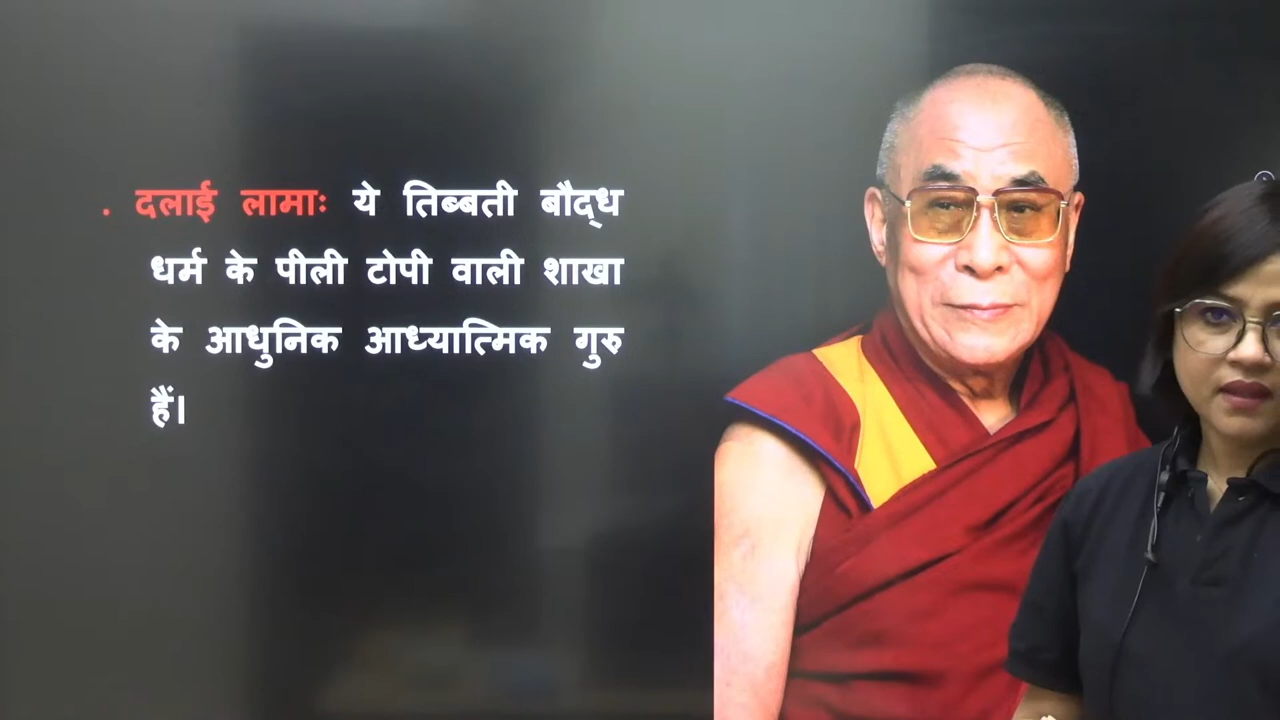 . दलाई लामाः ये तिब्बती बौद्ध
धर्म के पीली टोपी वाली शाखा
के आधुनिक आध्यात्मिक गुरु
हैं।